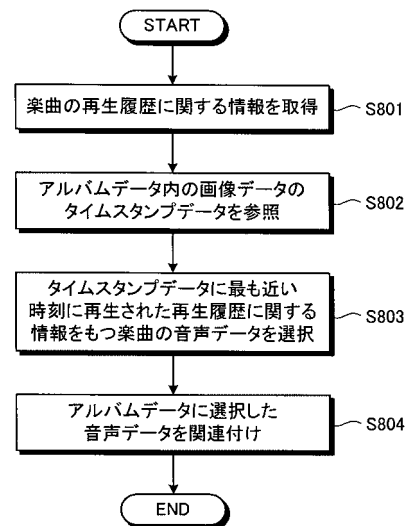 START
楽曲の再生履歴に関する情報を取得
S801
アルバムデータ内の画像データの
タイムスタンプデータを参照
S802
タイムスタンプデータに最も近い
時刻に再生された再生履歴に関する
情報をもつ楽曲の音声データを選択
S803
アルバムデータに選択した
音声データを関連付け
S804
END